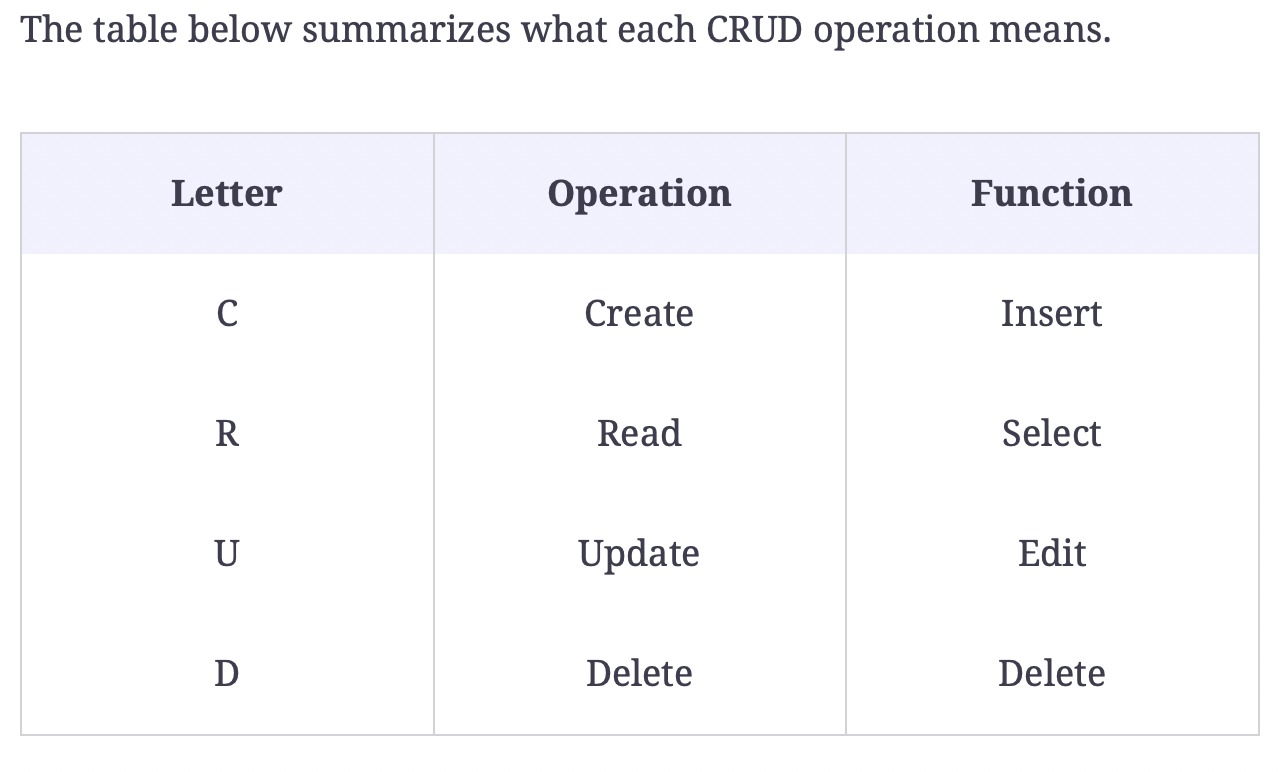 The table below summarizes what each CRUD operation means.
Letter Operation Function
C Create Insert
R Read Select
U Update Edit
D Delete Delete